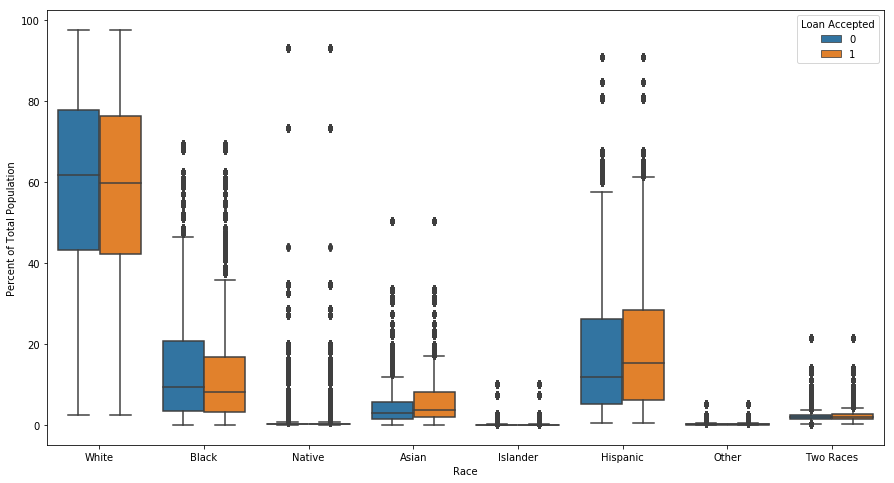 Loan Accepted
0
1
100
80
60
40
20
0
Percent of Total Population
White Black Native Asian Islander Hispanic Other Two Races
Race